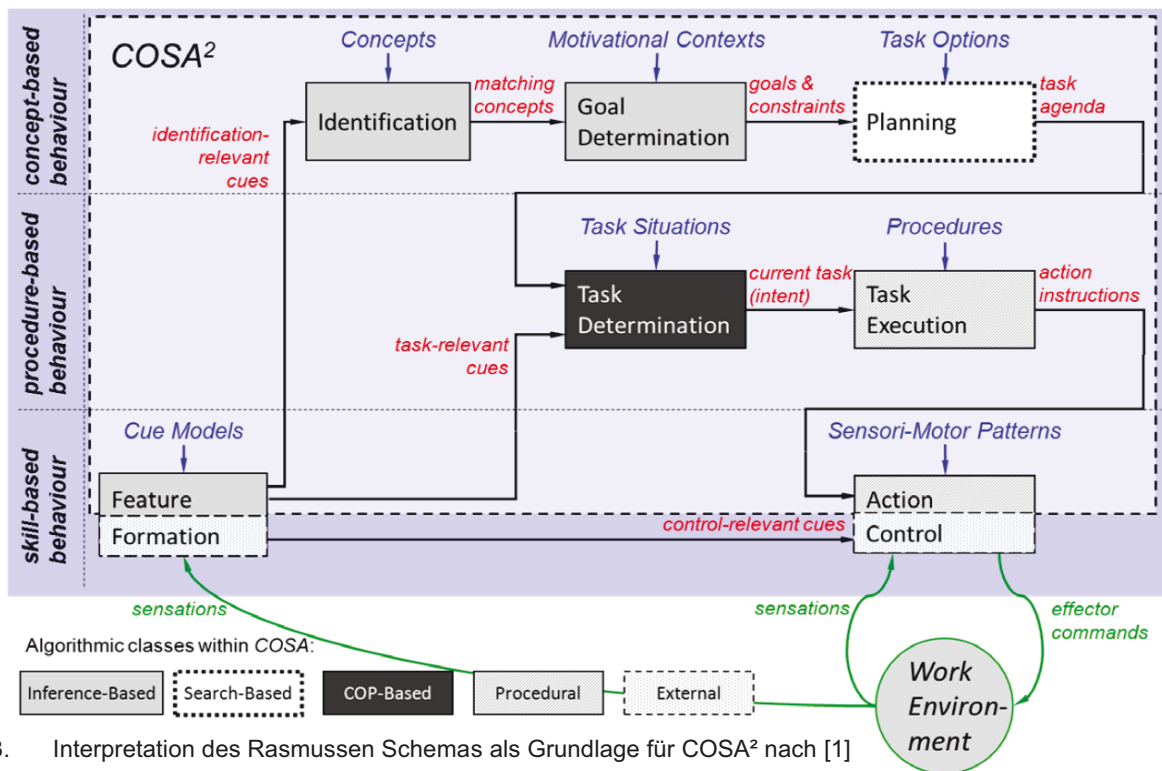 COSA²
concept-based
behaviour
procedure-based
behaviour
skill-based
behaviour
Concepts
Motivational Contexts
Task Options
identification-
relevant
cues
Identification
matching
concepts
Goal
Determination
goals &
constraints
Planning
task
agenda
Task Situations
Procedures
task-relevant
cues
Task
Determination
current task
(intent)
Task
Execution
action
instructions
Cue Models
Sensori-Motor Patterns
Feature
Formation
control-relevant cues
Action
Control
sensations
sensations
effector
commands
Algorithmic classes within COSA:
Inference-Based
Search-Based
COP-Based
Procedural
External
Work
Environ-
ment
3. Interpretation des Rasmussen Schemas als Grundlage für COSA² nach [1]